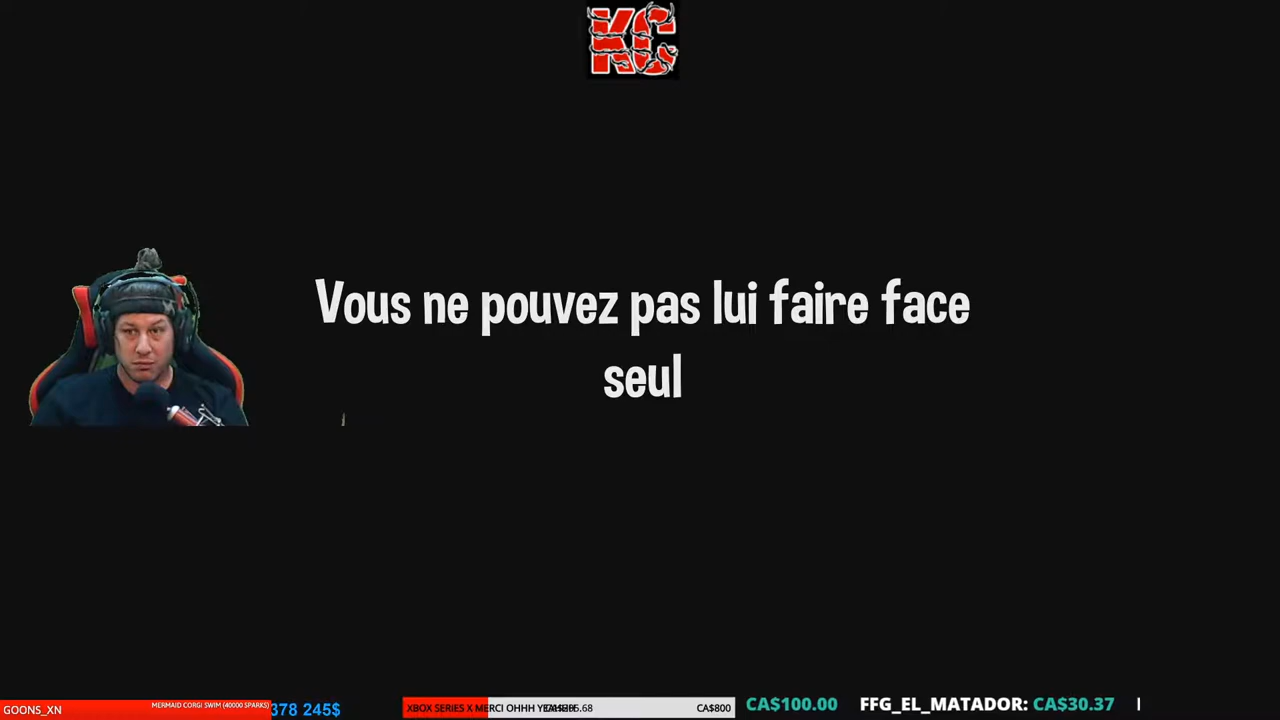 KC
Vous ne pouvez pas lui faire face
seul
GOONS_XN
MERMAID CORGI SWIM (40000 SPARKS)
378 245$
XBOX SERIES X MERCI OHHH YEAHHH
CA$800
CA$100.00
FFG_EL_MATADOR: CA$30.37